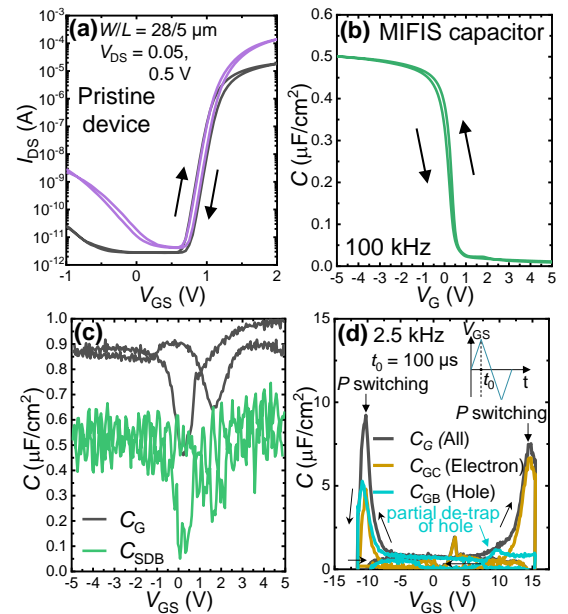 (a) W/L = 28/5 µm
V_DS = 0.05,
0.5 V
Pristine
device
I_DS (A)
10⁻⁴
10⁻⁵
10⁻⁶
10⁻⁷
10⁻⁸
10⁻⁹
10⁻¹⁰
10⁻¹¹
10⁻¹²
-1 0 1 2
V_GS (V)
(b) MIFIS capacitor
C (µF/cm²)
0.6
0.5
0.4
0.3
0.2
0.1
0.0
100 kHz
-5 -4 -3 -2 -1 0 1 2 3 4 5
V_G (V)
(c)
C (µF/cm²)
1.0
0.9
0.8
0.7
0.6
0.5
0.4
0.3
0.2
0.1
0.0
C_G
C_SDB
-5 -4 -3 -2 -1 0 1 2 3 4 5
V_GS (V)
(d) 2.5 kHz
t₀ = 100 µs
V_GS
t₀
t
P switching
P switching
C_G (All)
C_GC (Electron)
C_GB (Hole)
partial de-trap
of hole
C (µF/cm²)
15
10
5
0
-15 -10 -5 0 5 10 15
V_GS (V)